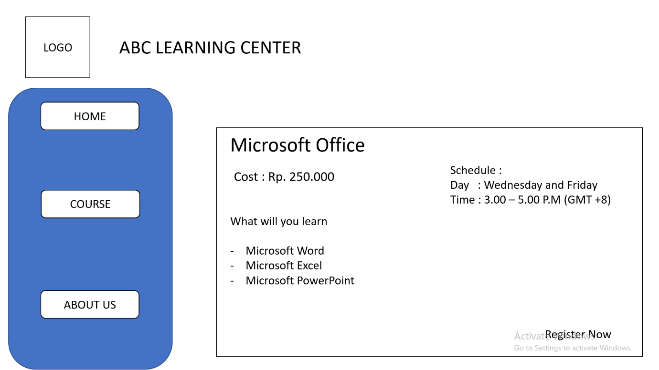 LOGO
ABC LEARNING CENTER
HOME
COURSE
ABOUT US
Microsoft Office
Cost : Rp. 250.000
Schedule :
Day : Wednesday and Friday
Time : 3.00 – 5.00 P.M (GMT +8)
What will you learn
- Microsoft Word
- Microsoft Excel
- Microsoft PowerPoint
Register Now
Activate Windows
Go to Settings to activate Windows.